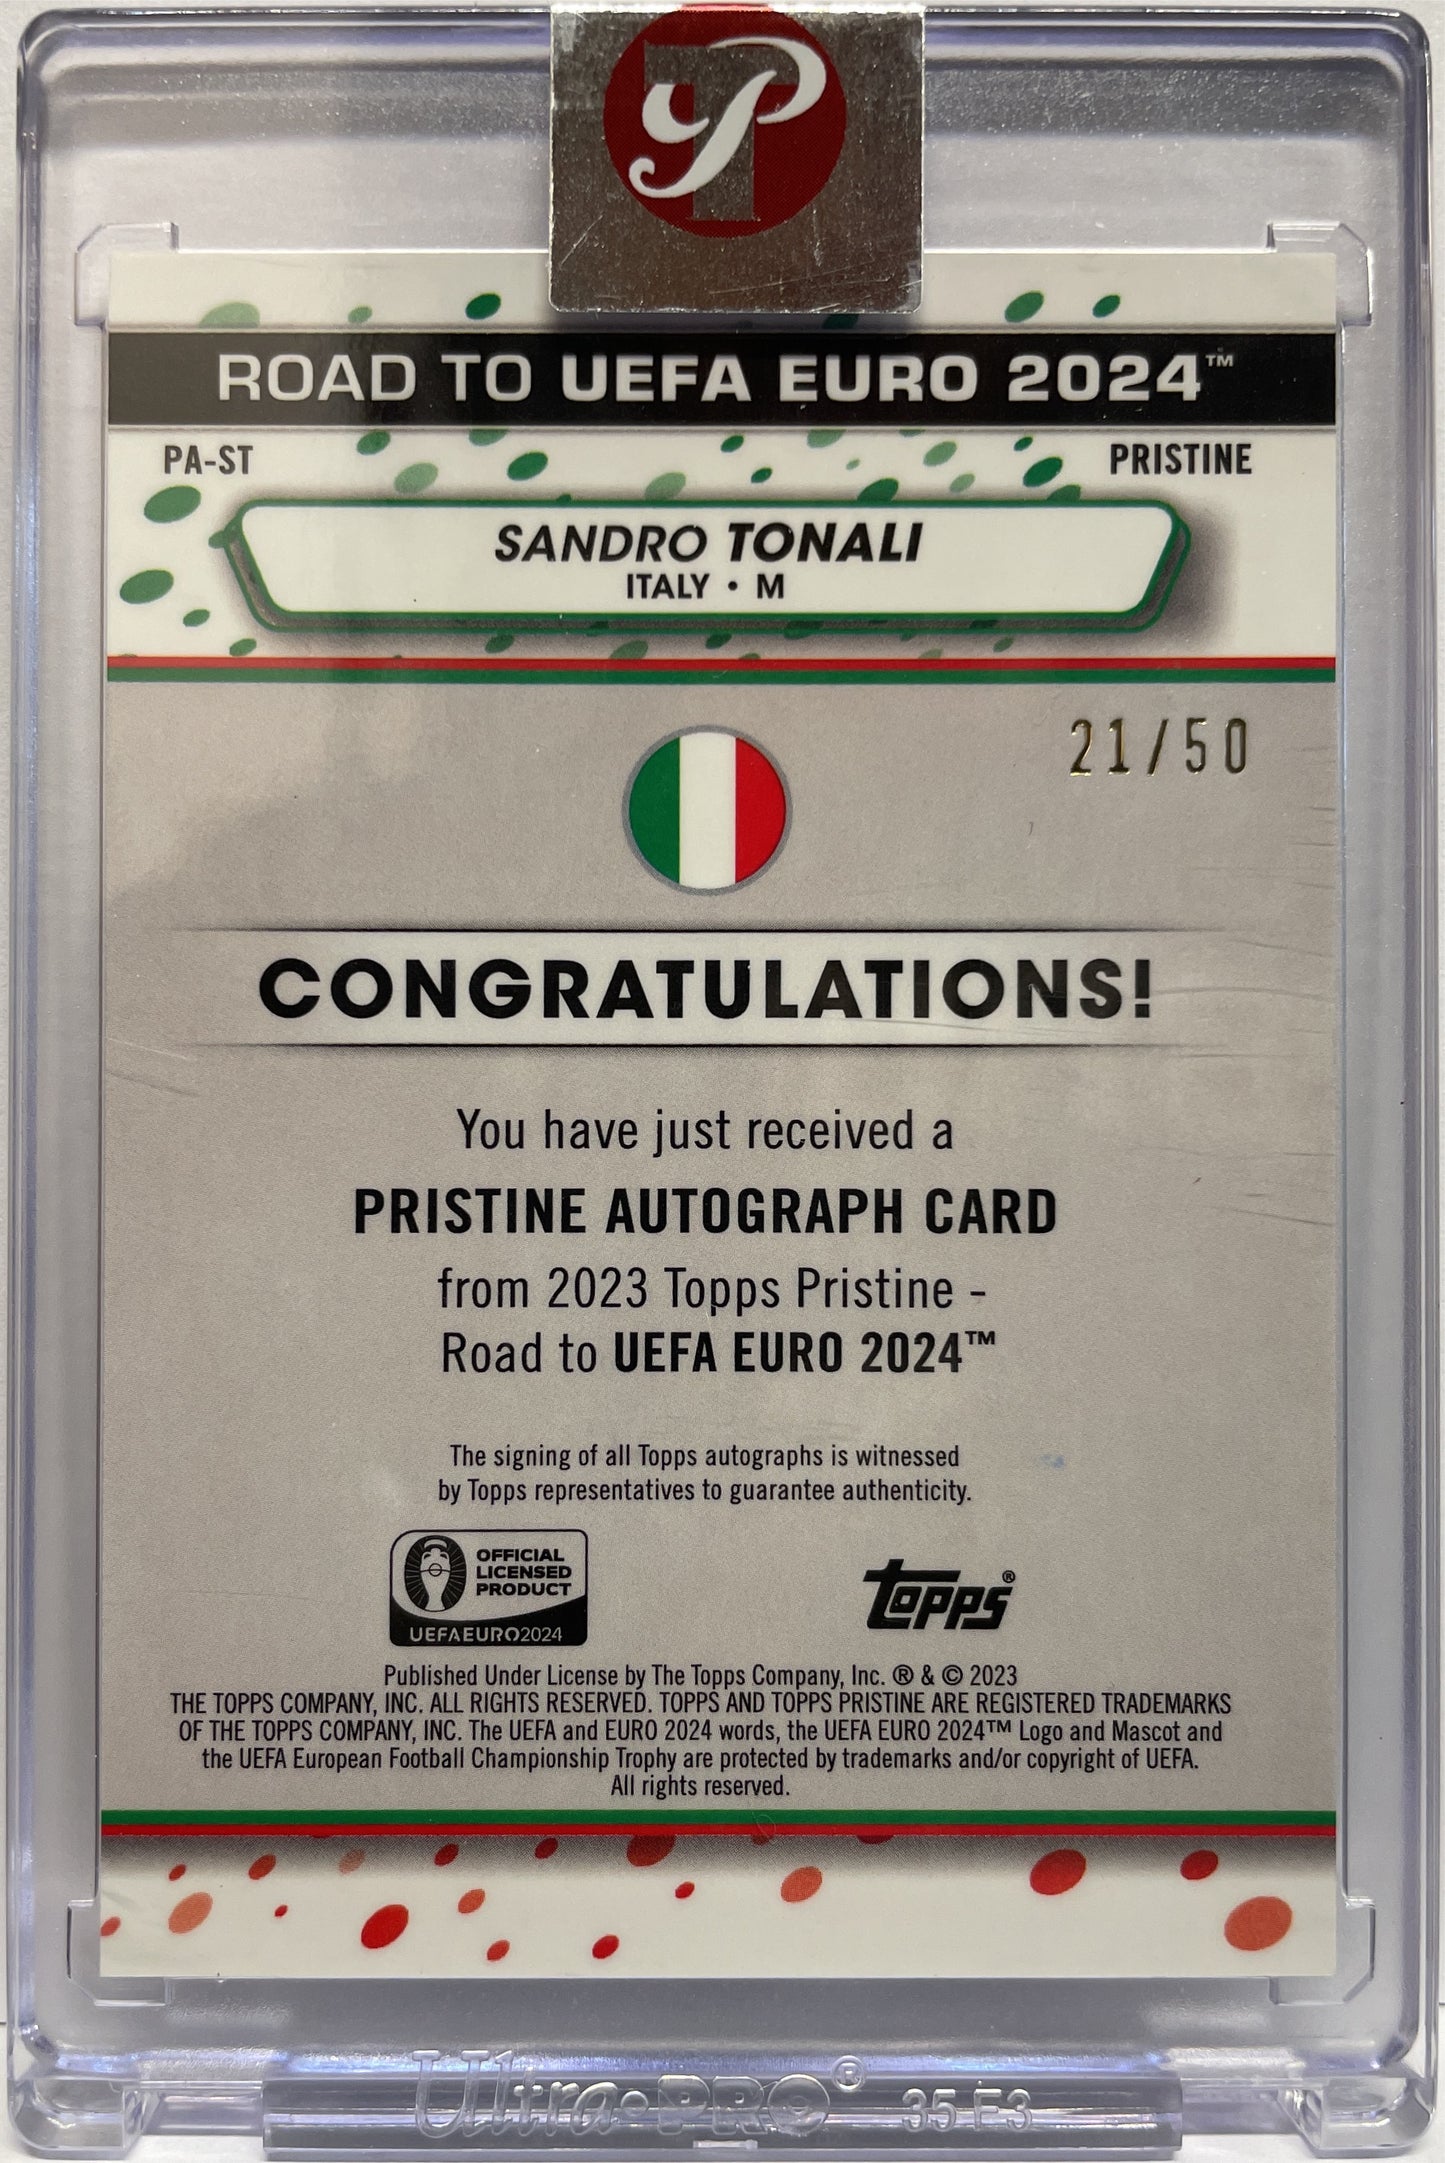 ROAD TO UEFA EURO 2024™
PA-ST
PRISTINE
SANDRO TONALI
ITALY • M
21/50
CONGRATULATIONS!
You have just received a
PRISTINE AUTOGRAPH CARD
from 2023 Topps Pristine -
Road to UEFA EURO 2024™
The signing of all Topps autographs is witnessed
by Topps representatives to guarantee authenticity.
OFFICIAL
LICENSED
PRODUCT
UEFAEURO2024
TOPPS®
Published Under License by The Topps Company, Inc. ® & © 2023
THE TOPPS COMPANY, INC. ALL RIGHTS RESERVED. TOPPS AND TOPPS PRISTINE ARE REGISTERED TRADEMARKS
OF THE TOPPS COMPANY, INC. The UEFA and EURO 2024 words, the UEFA EURO 2024™ Logo and Mascot and
the UEFA European Football Championship Trophy are protected by trademarks and/or copyright of UEFA.
All rights reserved.
Ultra•PRO® 35 F3